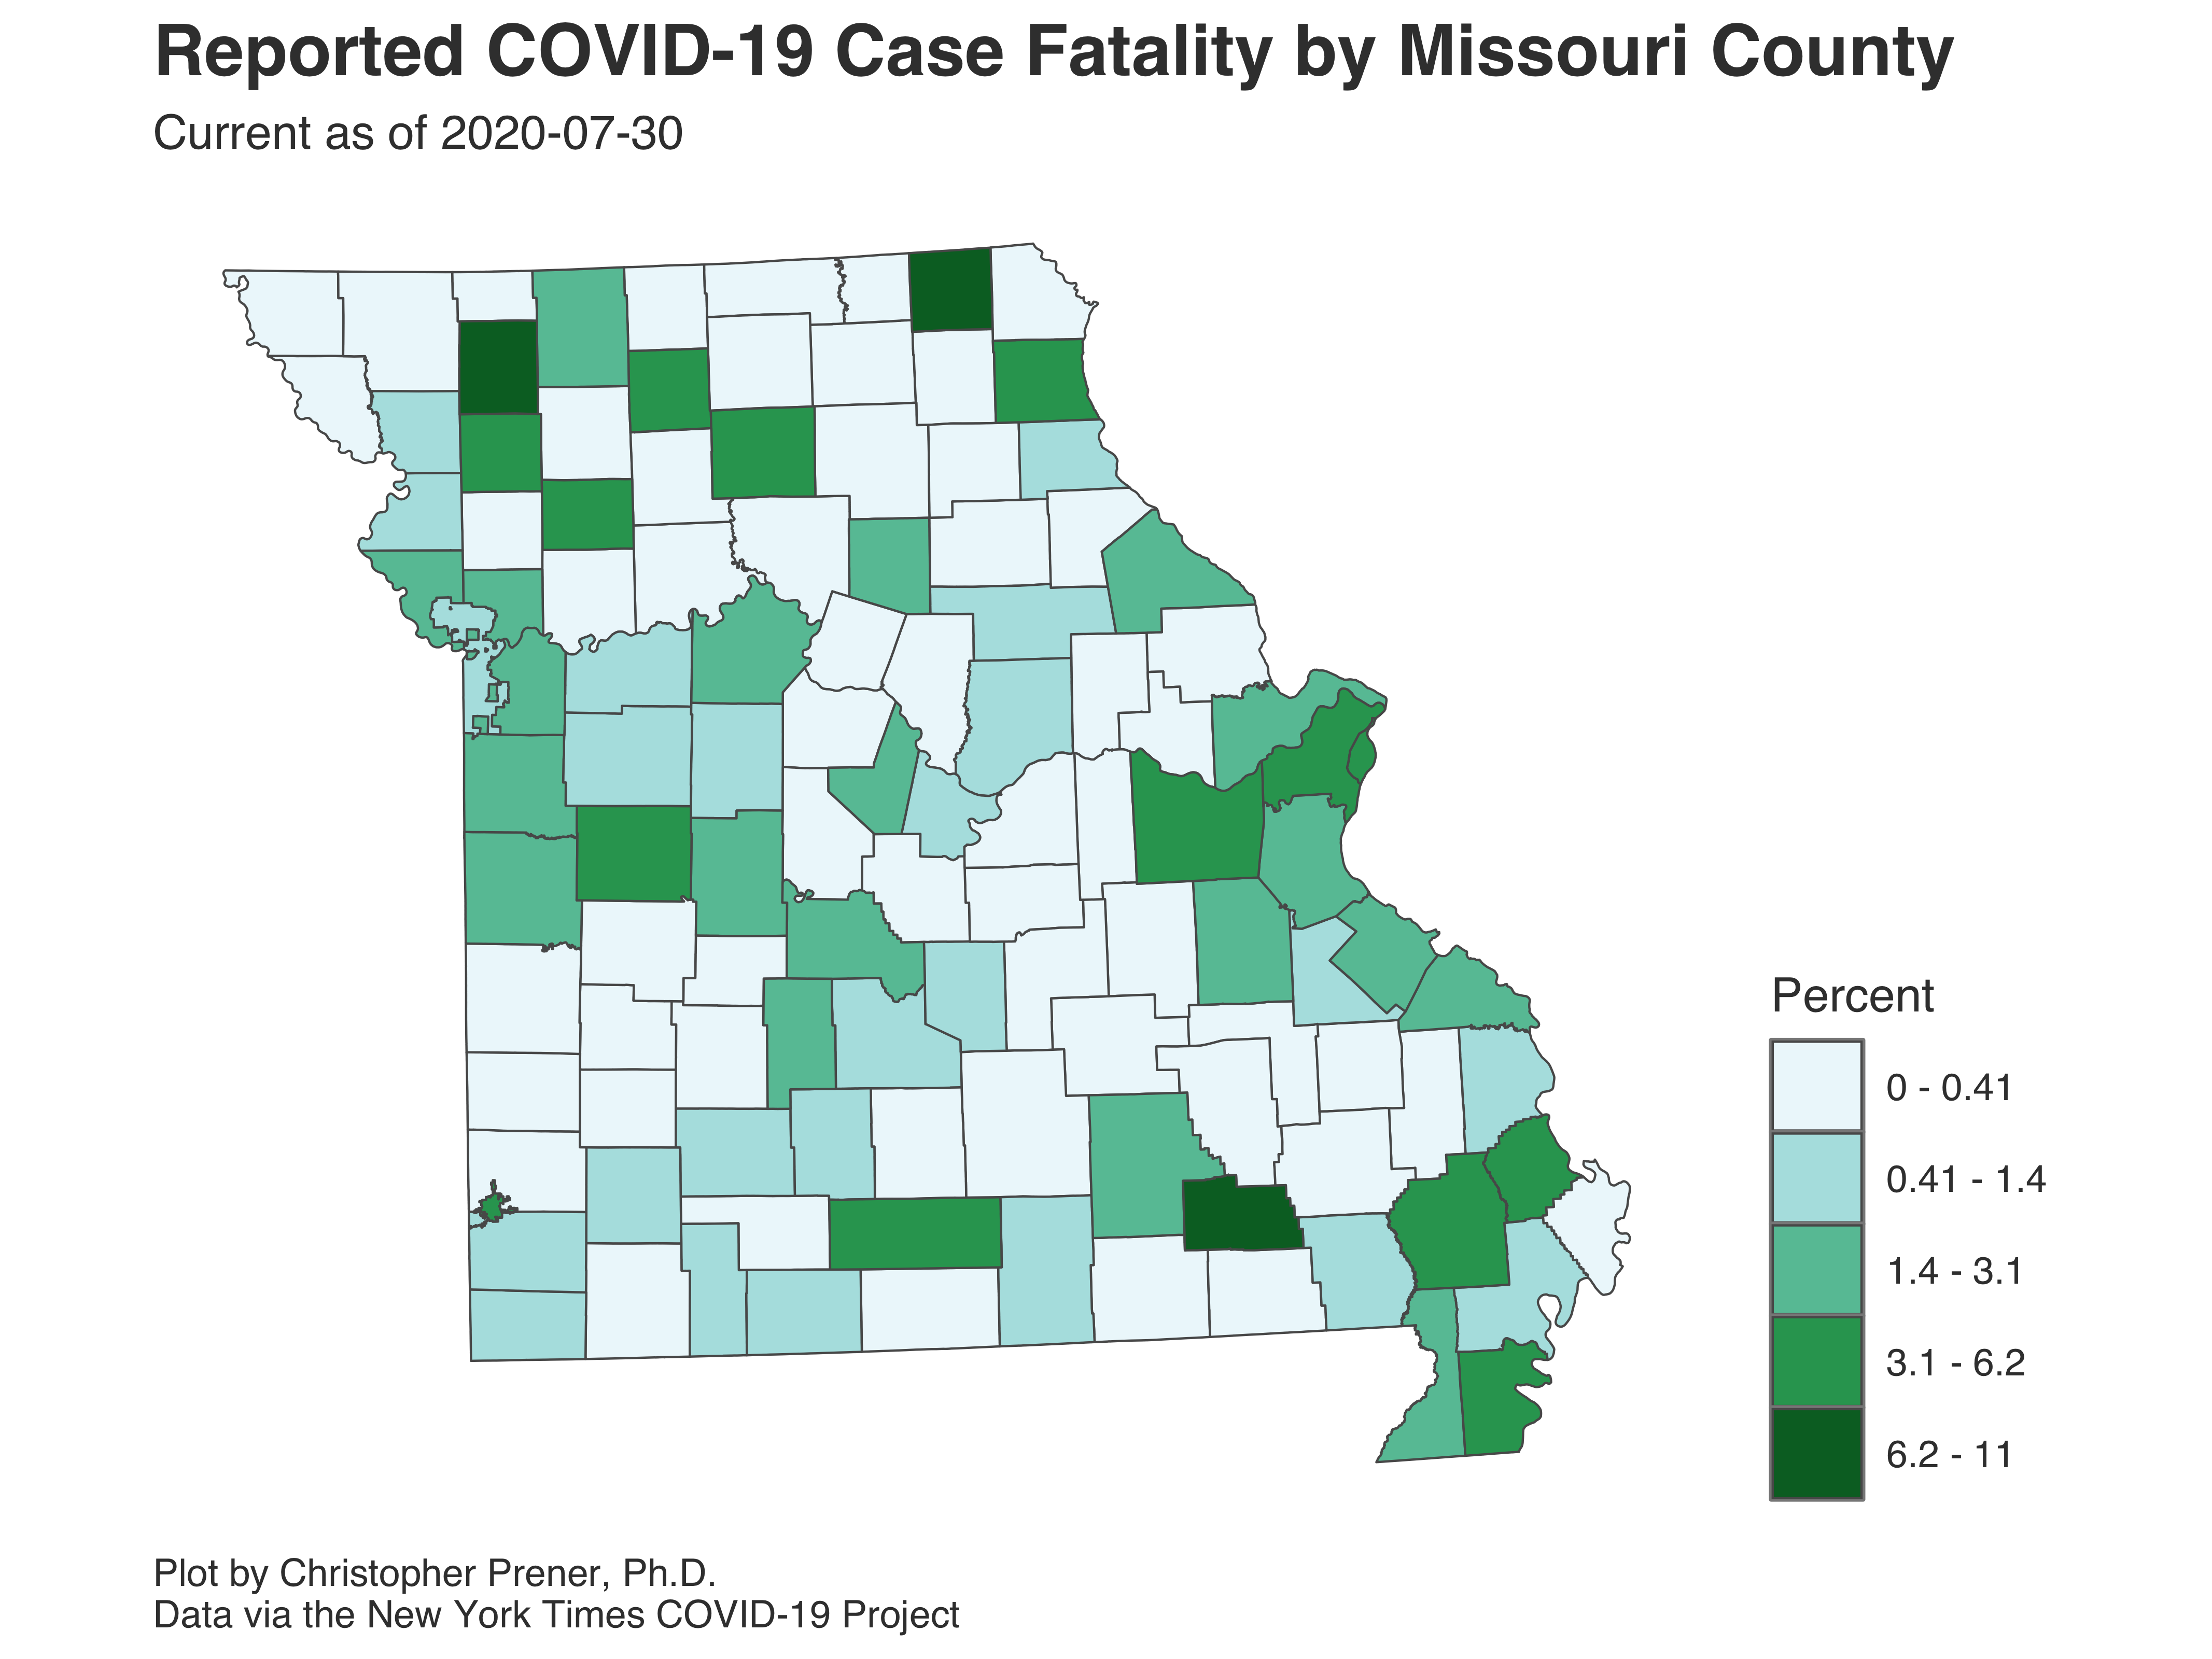 Reported COVID-19 Case Fatality by Missouri County
Current as of 2020-07-30
Percent
0 - 0.41
0.41 - 1.4
1.4 - 3.1
3.1 - 6.2
6.2 - 11
Plot by Christopher Prener, Ph.D.
Data via the New York Times COVID-19 Project